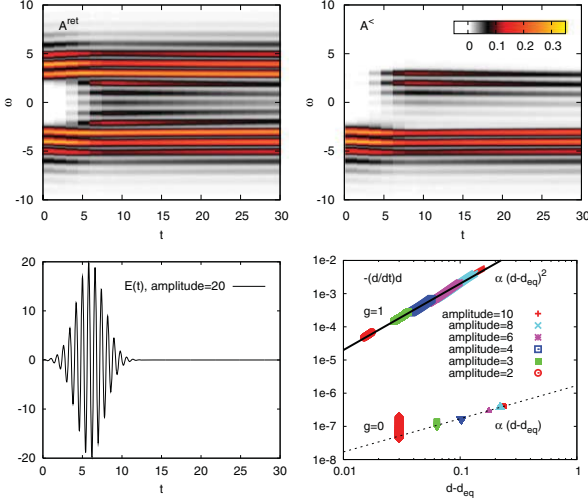 A^ret
10
5
0
-5
-10
ω
0 5 10 15 20 25 30
t
A^<
0 0.1 0.2 0.3
10
5
0
-5
-10
ω
0 5 10 15 20 25 30
t
E(t), amplitude=20
20
10
0
-10
-20
0 5 10 15 20 25 30
t
-(d/dt)d
α (d-d_eq)^2
g=1
amplitude=10
amplitude=8
amplitude=6
amplitude=4
amplitude=3
amplitude=2
g=0
α (d-d_eq)
1e-2
1e-3
1e-4
1e-5
1e-6
1e-7
1e-8
0.01 0.1 1
d-d_eq